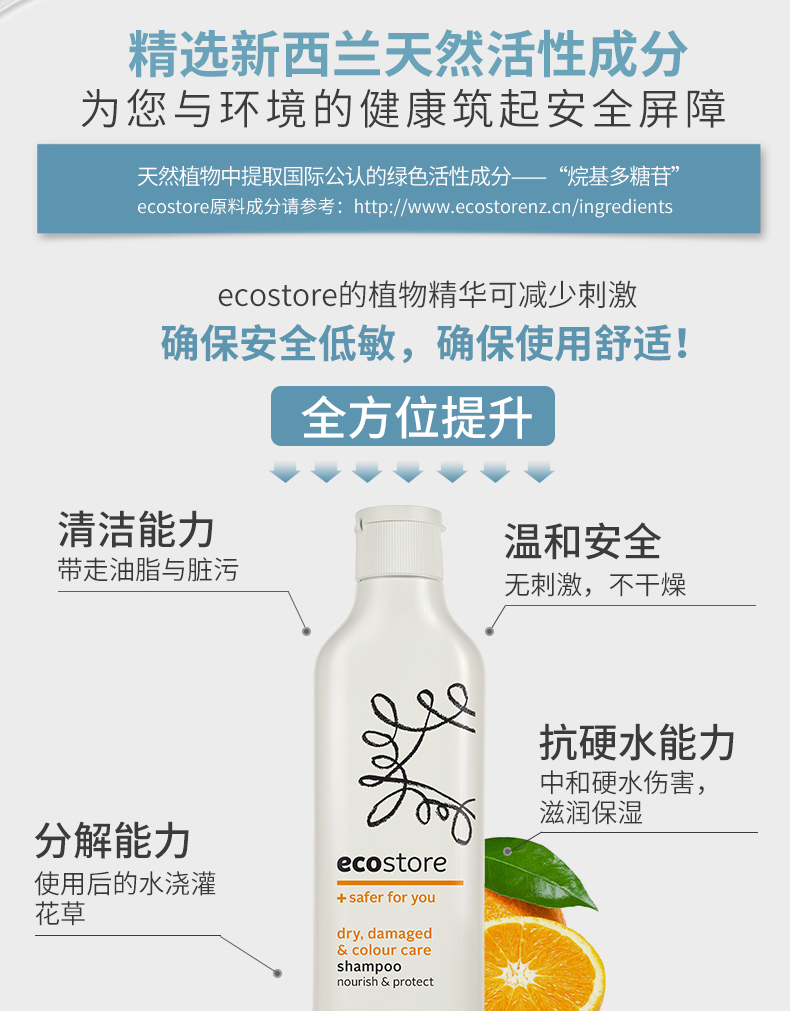 精选新西兰天然活性成分
为您与环境的健康筑起安全屏障
天然植物中提取国际公认的绿色活性成分——“烷基多糖苷”
ecostore原料成分请参考：http://www.ecostorenz.cn/ingredients
ecostore的植物精华可减少刺激
确保安全低敏，确保使用舒适！
全方位提升
清洁能力
带走油脂与脏污
温和安全
无刺激，不干燥
抗硬水能力
中和硬水伤害，
滋润保湿
分解能力
使用后的水浇灌
花草
ecostore
+ safer for you
dry, damaged
& colour care
shampoo
nourish & protect